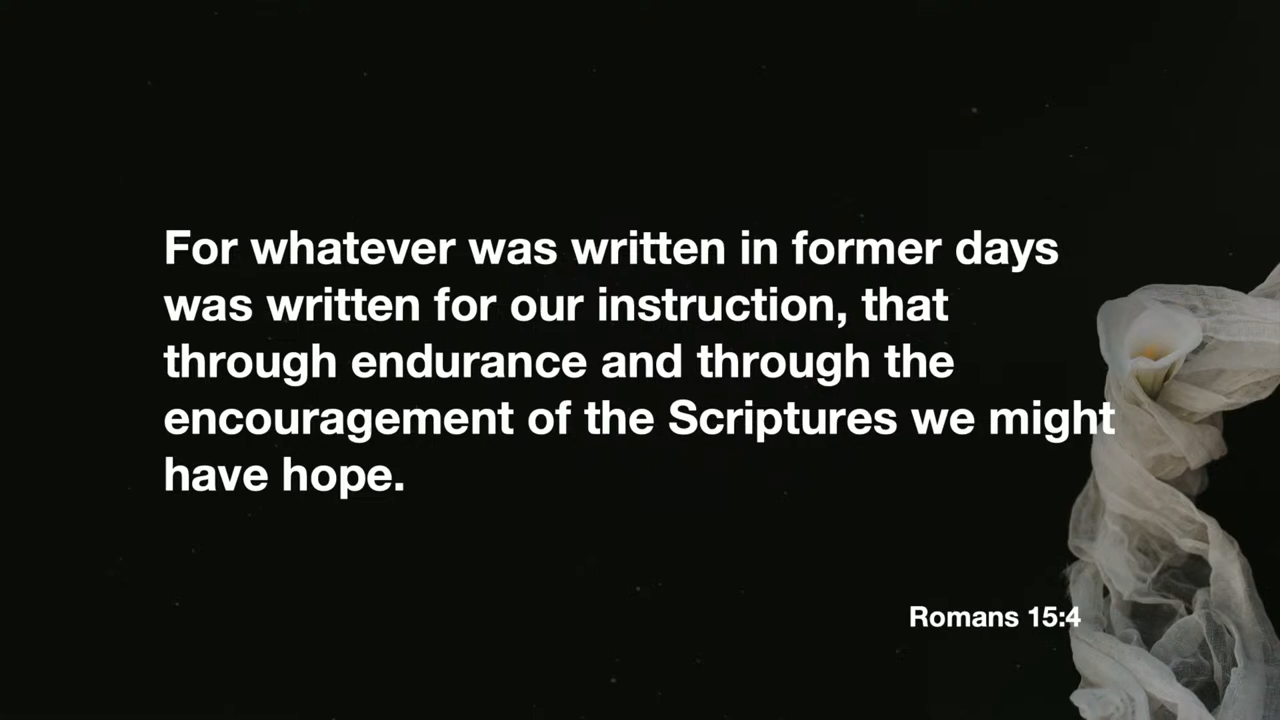 For whatever was written in former days
was written for our instruction, that
through endurance and through the
encouragement of the Scriptures we might
have hope.
Romans 15:4